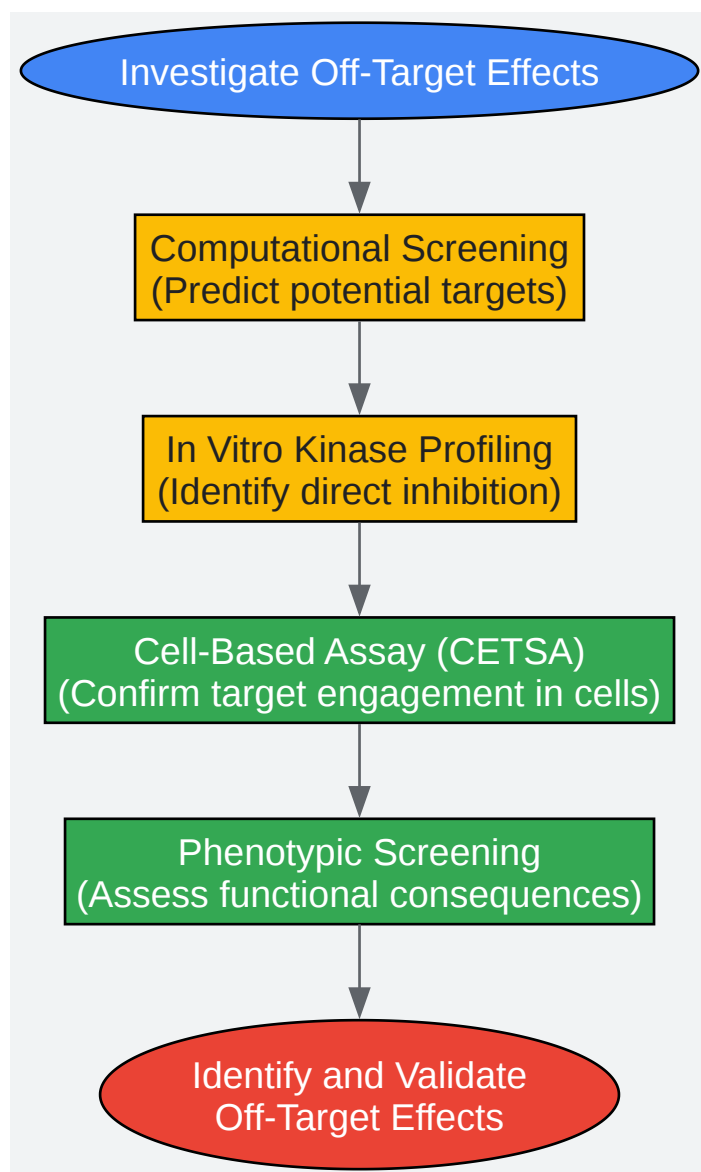 Investigate Off-Target Effects
Computational Screening
(Predict potential targets)
In Vitro Kinase Profiling
(Identify direct inhibition)
Cell-Based Assay (CETSA)
(Confirm target engagement in cells)
Phenotypic Screening
(Assess functional consequences)
Identify and Validate
Off-Target Effects